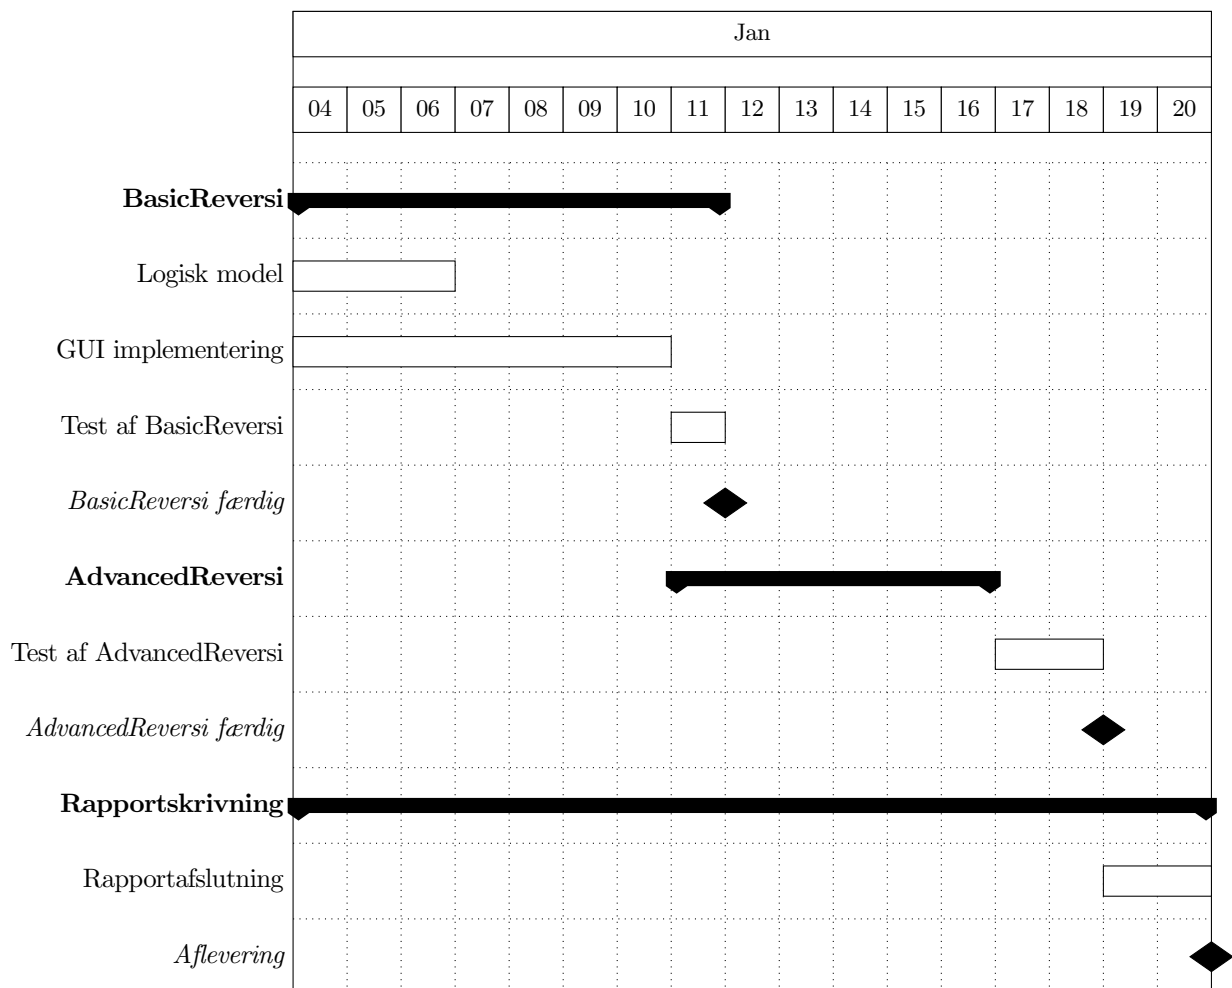 Jan
04 05 06 07 08 09 10 11 12 13 14 15 16 17 18 19 20
BasicReversi
Logisk model
GUI implementering
Test af BasicReversi
BasicReversi færdig
AdvancedReversi
Test af AdvancedReversi
AdvancedReversi færdig
Rapportskrivning
Rapportafslutning
Aflevering